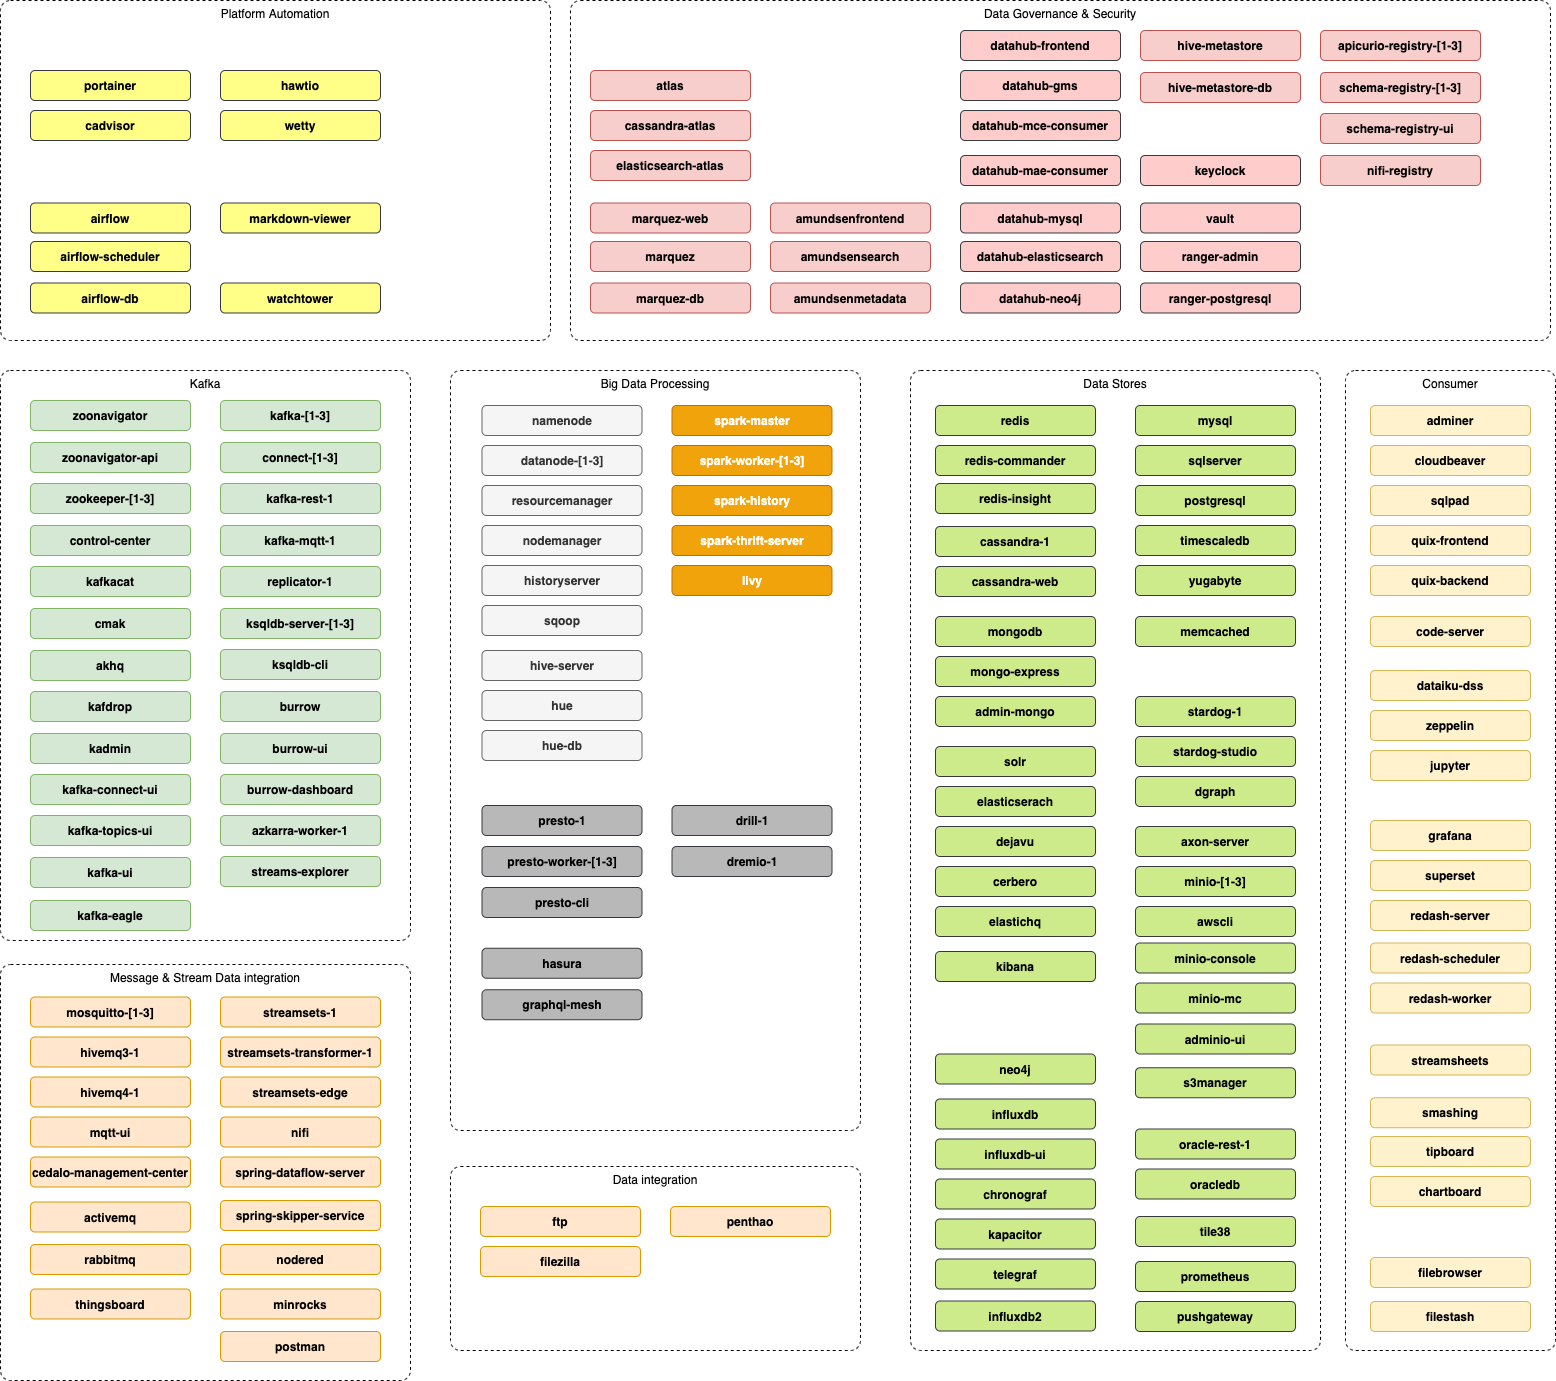 Platform Automation
portainer
cadvisor
airflow
airflow-scheduler
airflow-db
hawtio
wetty
markdown-viewer
watchtower
Data Governance & Security
atlas
cassandra-atlas
elasticsearch-atlas
marquez-web
marquez
marquez-db
amundsenfrontend
amundsensearch
amundsenmetadata
datahub-frontend
datahub-gms
datahub-mce-consumer
datahub-mae-consumer
datahub-mysql
datahub-elasticsearch
datahub-neo4j
hive-metastore
hive-metastore-db
keyclock
vault
ranger-admin
ranger-postgresql
apicurio-registry-[1-3]
schema-registry-[1-3]
schema-registry-ui
nifi-registry
Kafka
zoonavigator
zoonavigator-api
zookeeper-[1-3]
control-center
kafkacat
cmak
akhq
kafdrop
kadmin
kafka-connect-ui
kafka-topics-ui
kafka-ui
kafka-eagle
kafka-[1-3]
connect-[1-3]
kafka-rest-1
kafka-mqtt-1
replicator-1
ksqldb-server-[1-3]
ksqldb-cli
burrow
burrow-ui
burrow-dashboard
azkarra-worker-1
streams-explorer
Message & Stream Data integration
mosquitto-[1-3]
hivemq3-1
hivemq4-1
mqtt-ui
cedalo-management-center
activemq
rabbitmq
thingsboard
streamsets-1
streamsets-transformer-1
streamsets-edge
nifi
spring-dataflow-server
spring-skipper-service
nodered
minrocks
postman
Big Data Processing
namenode
datanode-[1-3]
resourcemanager
nodemanager
historyserver
sqoop
hive-server
hue
hue-db
spark-master
spark-worker-[1-3]
spark-history
spark-thrift-server
livy
presto-1
presto-worker-[1-3]
presto-cli
hasura
graphql-mesh
drill-1
dremio-1
Data integration
ftp
filezilla
penthao
Data Stores
redis
redis-commander
redis-insight
cassandra-1
cassandra-web
mongodb
mongo-express
admin-mongo
solr
elasticserach
dejavu
cerbero
elastichq
kibana
neo4j
influxdb
influxdb-ui
chronograf
kapacitor
telegraf
influxdb2
mysql
sqlserver
postgresql
timescaledb
yugabyte
memcached
stardog-1
stardog-studio
dgraph
axon-server
minio-[1-3]
awscli
minio-console
minio-mc
adminio-ui
s3manager
oracle-rest-1
oracledb
tile38
prometheus
pushgateway
Consumer
adminer
cloudbeaver
sqlpad
quix-frontend
quix-backend
code-server
dataiku-dss
zeppelin
jupyter
grafana
superset
redash-server
redash-scheduler
redash-worker
streamsheets
smashing
tipboard
chartboard
filebrowser
filestash